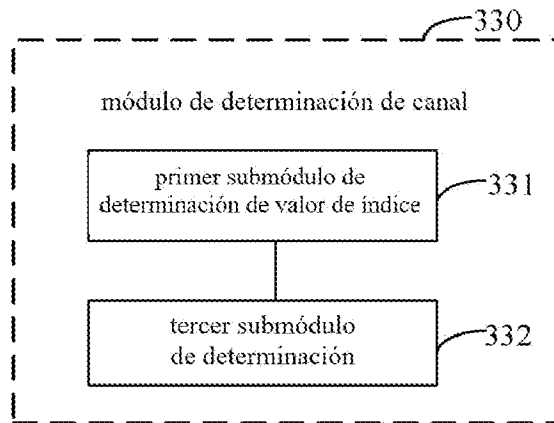 330
módulo de determinación de canal
primer submódulo de
determinación de valor de índice
331
tercer submódulo
de determinación
332